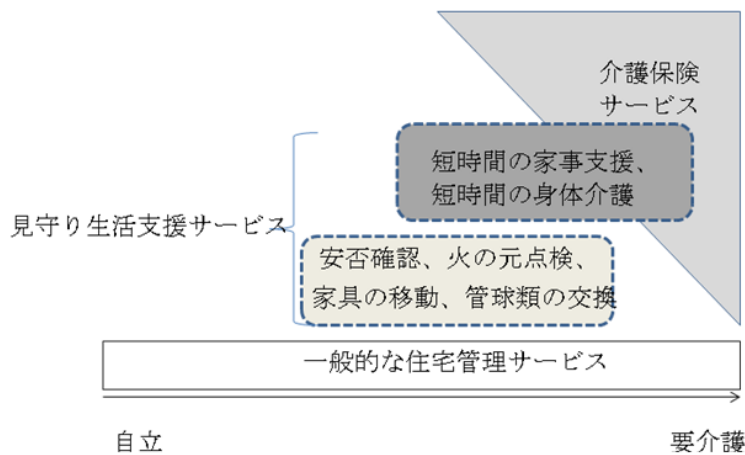 介護保険
サービス
短時間の家事支援、
短時間の身体介護
見守り生活支援サービス
安否確認、火の元点検、
家具の移動、管球類の交換
一般的な住宅管理サービス
自立
要介護